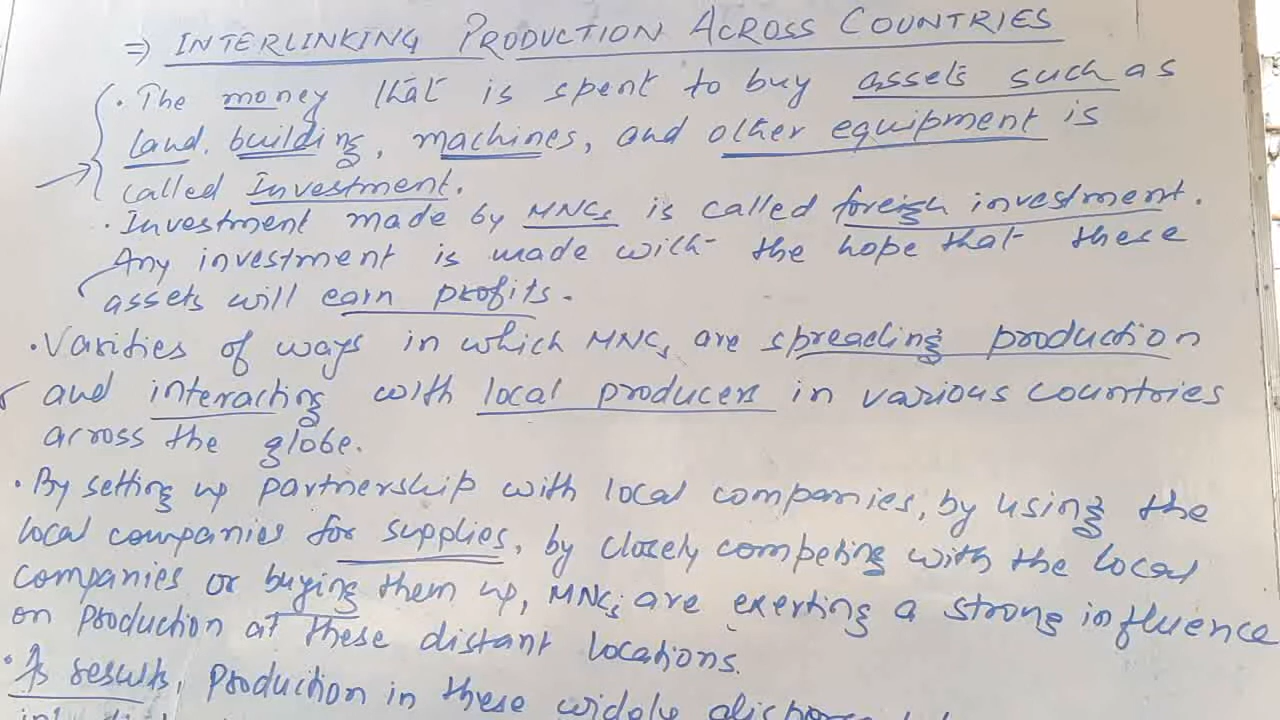 ⇒ INTERLINKING PRODUCTION ACROSS COUNTRIES
• The money that is spent to buy assets such as
land, building, machines, and other equipment is
called Investment.
• Investment made by MNCs is called foreign investment.
Any investment is made with the hope that these
assets will earn profits.
• Varities of ways in which MNCs are spreading production
and interacting with local producers in various countries
across the globe.
• By setting up partnership with local companies, by using the
local companies for supplies, by closely competing with the local
companies or buying them up, MNCs are exerting a strong influence
on production at these distant locations.
• As results, production in these widely